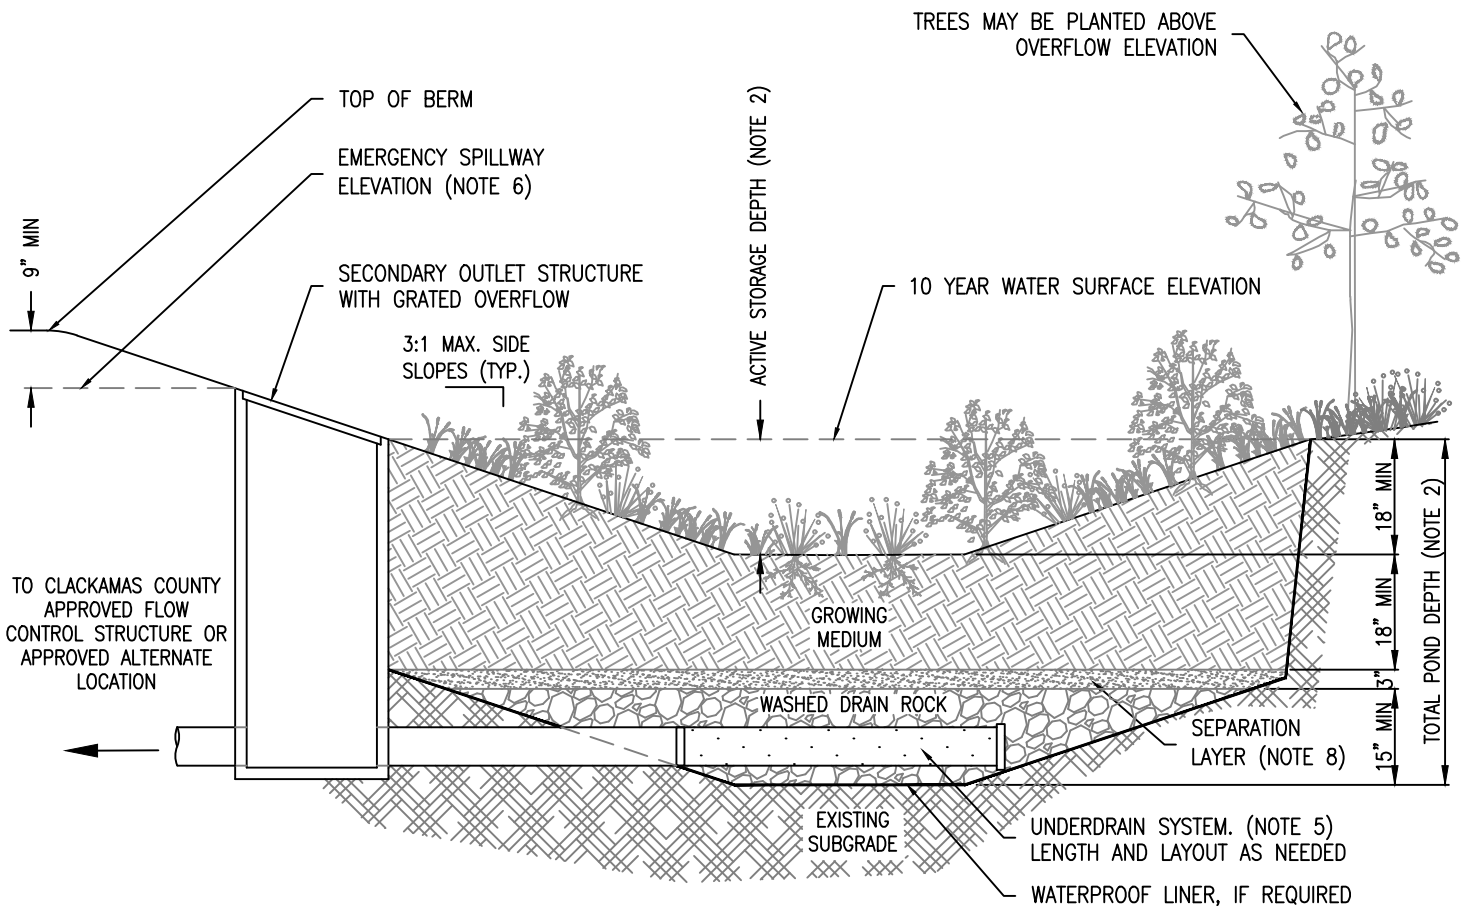 TREES MAY BE PLANTED ABOVE
OVERFLOW ELEVATION
TOP OF BERM
EMERGENCY SPILLWAY
ELEVATION (NOTE 6)
9" MIN
SECONDARY OUTLET STRUCTURE
WITH GRATED OVERFLOW
3:1 MAX. SIDE
SLOPES (TYP.)
ACTIVE STORAGE DEPTH (NOTE 2)
10 YEAR WATER SURFACE ELEVATION
18" MIN
18" MIN
3"
15" MIN
TOTAL POND DEPTH (NOTE 2)
TO CLACKAMAS COUNTY
APPROVED FLOW
CONTROL STRUCTURE OR
APPROVED ALTERNATE
LOCATION
GROWING
MEDIUM
WASHED DRAIN ROCK
SEPARATION
LAYER (NOTE 8)
EXISTING
SUBGRADE
UNDERDRAIN SYSTEM. (NOTE 5)
LENGTH AND LAYOUT AS NEEDED
WATERPROOF LINER, IF REQUIRED